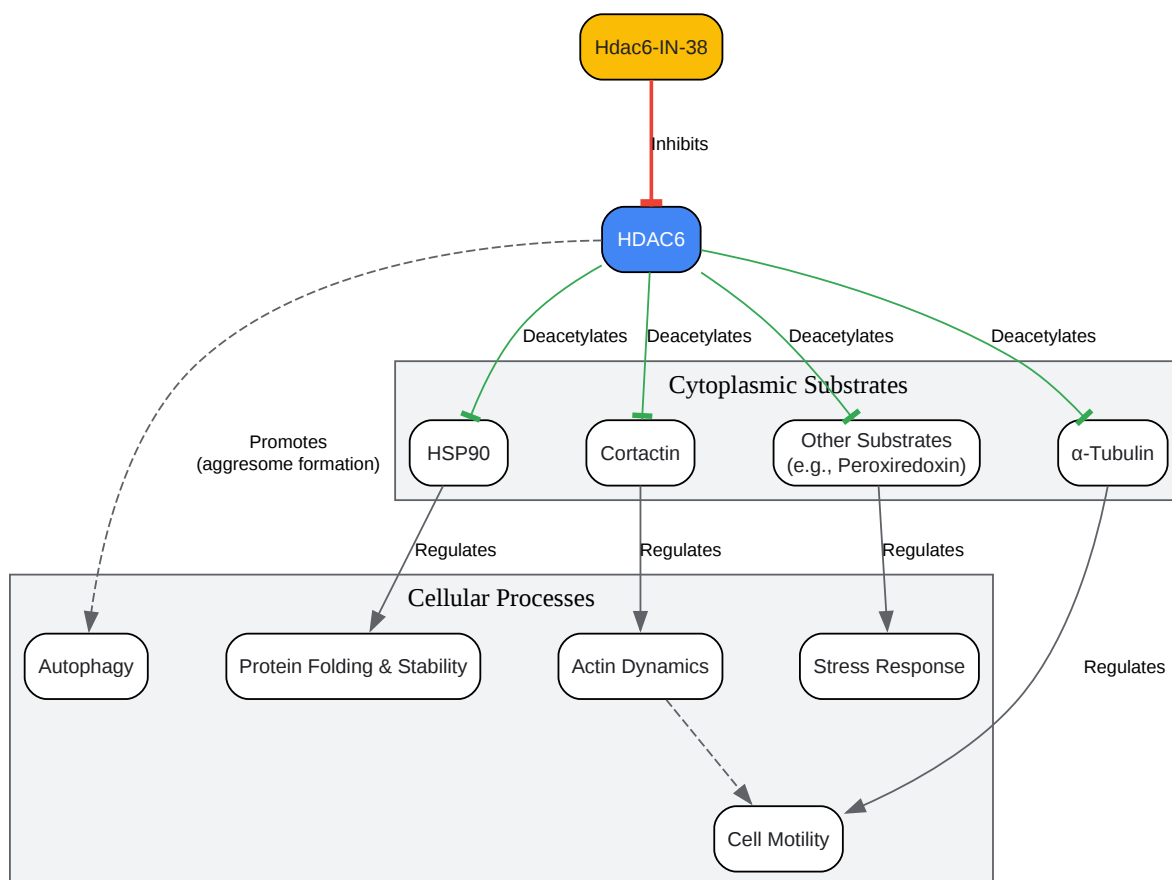 Hdac6-IN-38
Inhibits
HDAC6
Deacetylates
Deacetylates
Deacetylates
Deacetylates
Cytoplasmic Substrates
Promotes
(aggresome formation)
HSP90
Cortactin
Other Substrates
(e.g., Peroxiredoxin)
α-Tubulin
Regulates
Regulates
Regulates
Cellular Processes
Autophagy
Protein Folding & Stability
Actin Dynamics
Stress Response
Regulates
Cell Motility